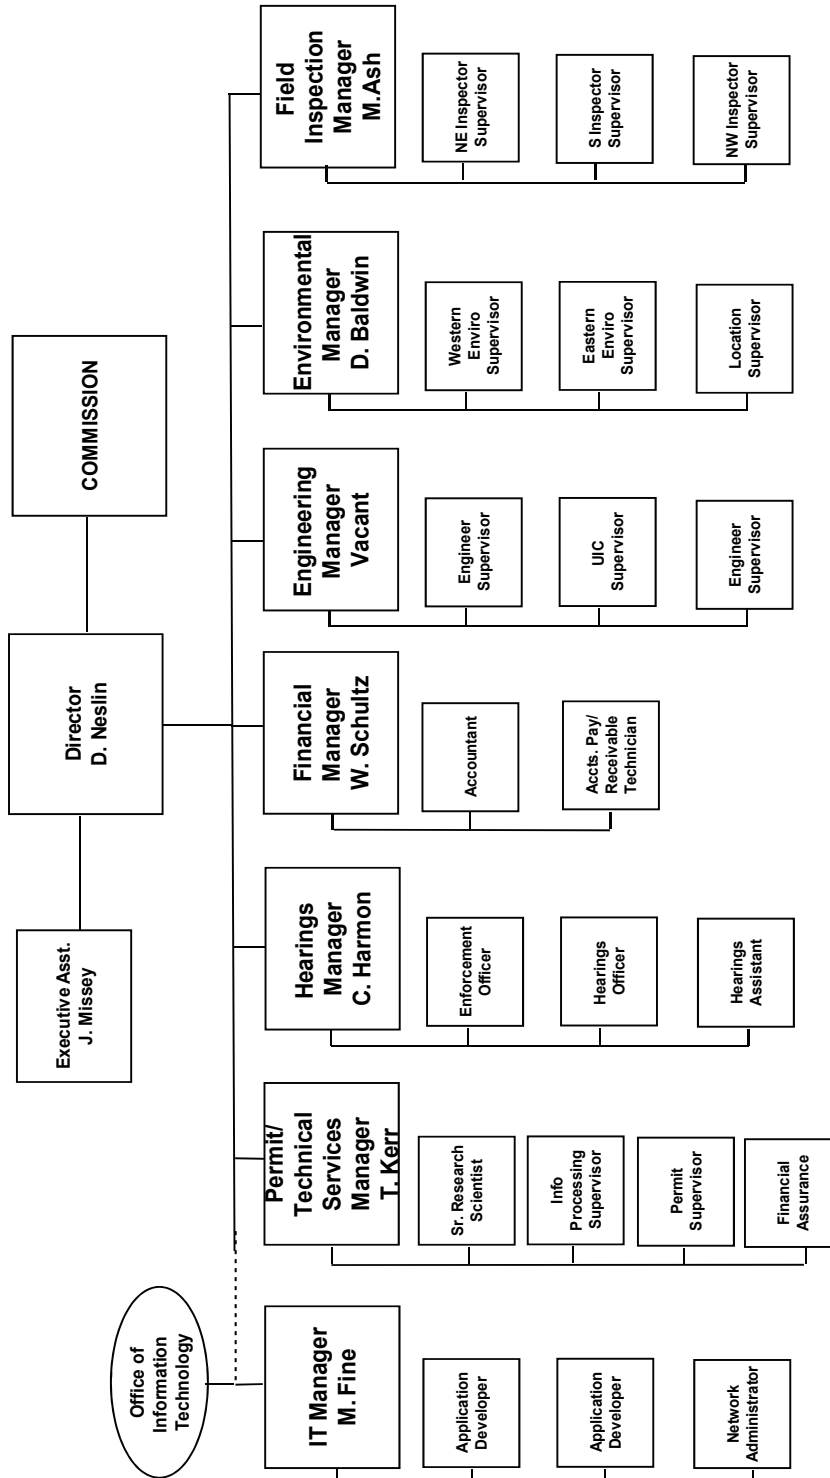 COMMISSION
Director
D. Neslin
Executive Asst.
J. Missey
Office of
Information
Technology
IT Manager
M. Fine
Application
Developer
Application
Developer
Network
Administrator
Permit/
Technical
Services
Manager
T. Kerr
Sr. Research
Scientist
Info
Processing
Supervisor
Permit
Supervisor
Financial
Assurance
Hearings
Manager
C. Harmon
Enforcement
Officer
Hearings
Officer
Hearings
Assistant
Financial
Manager
W. Schultz
Accountant
Accts. Pay/
Receivable
Technician
Engineering
Manager
Vacant
Engineer
Supervisor
UIC
Supervisor
Engineer
Supervisor
Environmental
Manager
D. Baldwin
Western
Enviro
Supervisor
Eastern
Enviro
Supervisor
Location
Supervisor
Field
Inspection
Manager
M.Ash
NE Inspector
Supervisor
S Inspector
Supervisor
NW Inspector
Supervisor